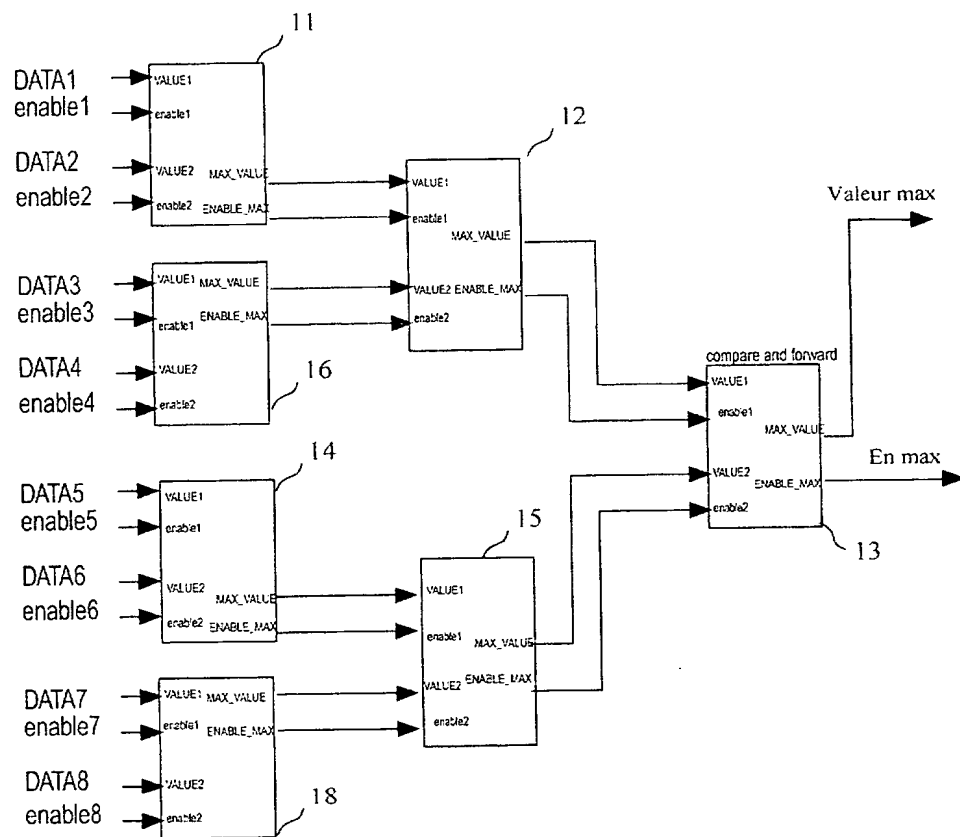 11
DATA1
VALUE1
enable1
enable1
DATA2
VALUE2
MAX_VALUE
enable2
enable2
ENABLE_MAX
DATA3
VALUE1
MAX_VALUE
enable3
enable1
ENABLE_MAX
DATA4
VALUE2
enable4
enable2
16
12
VALUE1
enable1
MAX_VALUE
VALUE2
ENABLE_MAX
enable2
Valeur max
compare and forward
VALUE1
enable1
MAX_VALUE
VALUE2
ENABLE_MAX
enable2
En max
13
14
DATA5
VALUE1
enable5
enable1
DATA6
VALUE2
MAX_VALUE
enable6
enable2
ENABLE_MAX
15
VALUE1
enable1
MAX_VALUE
VALUE2
ENABLE_MAX
enable2
DATA7
VALUE1
MAX_VALUE
enable7
enable1
ENABLE_MAX
DATA8
VALUE2
enable8
enable2
18